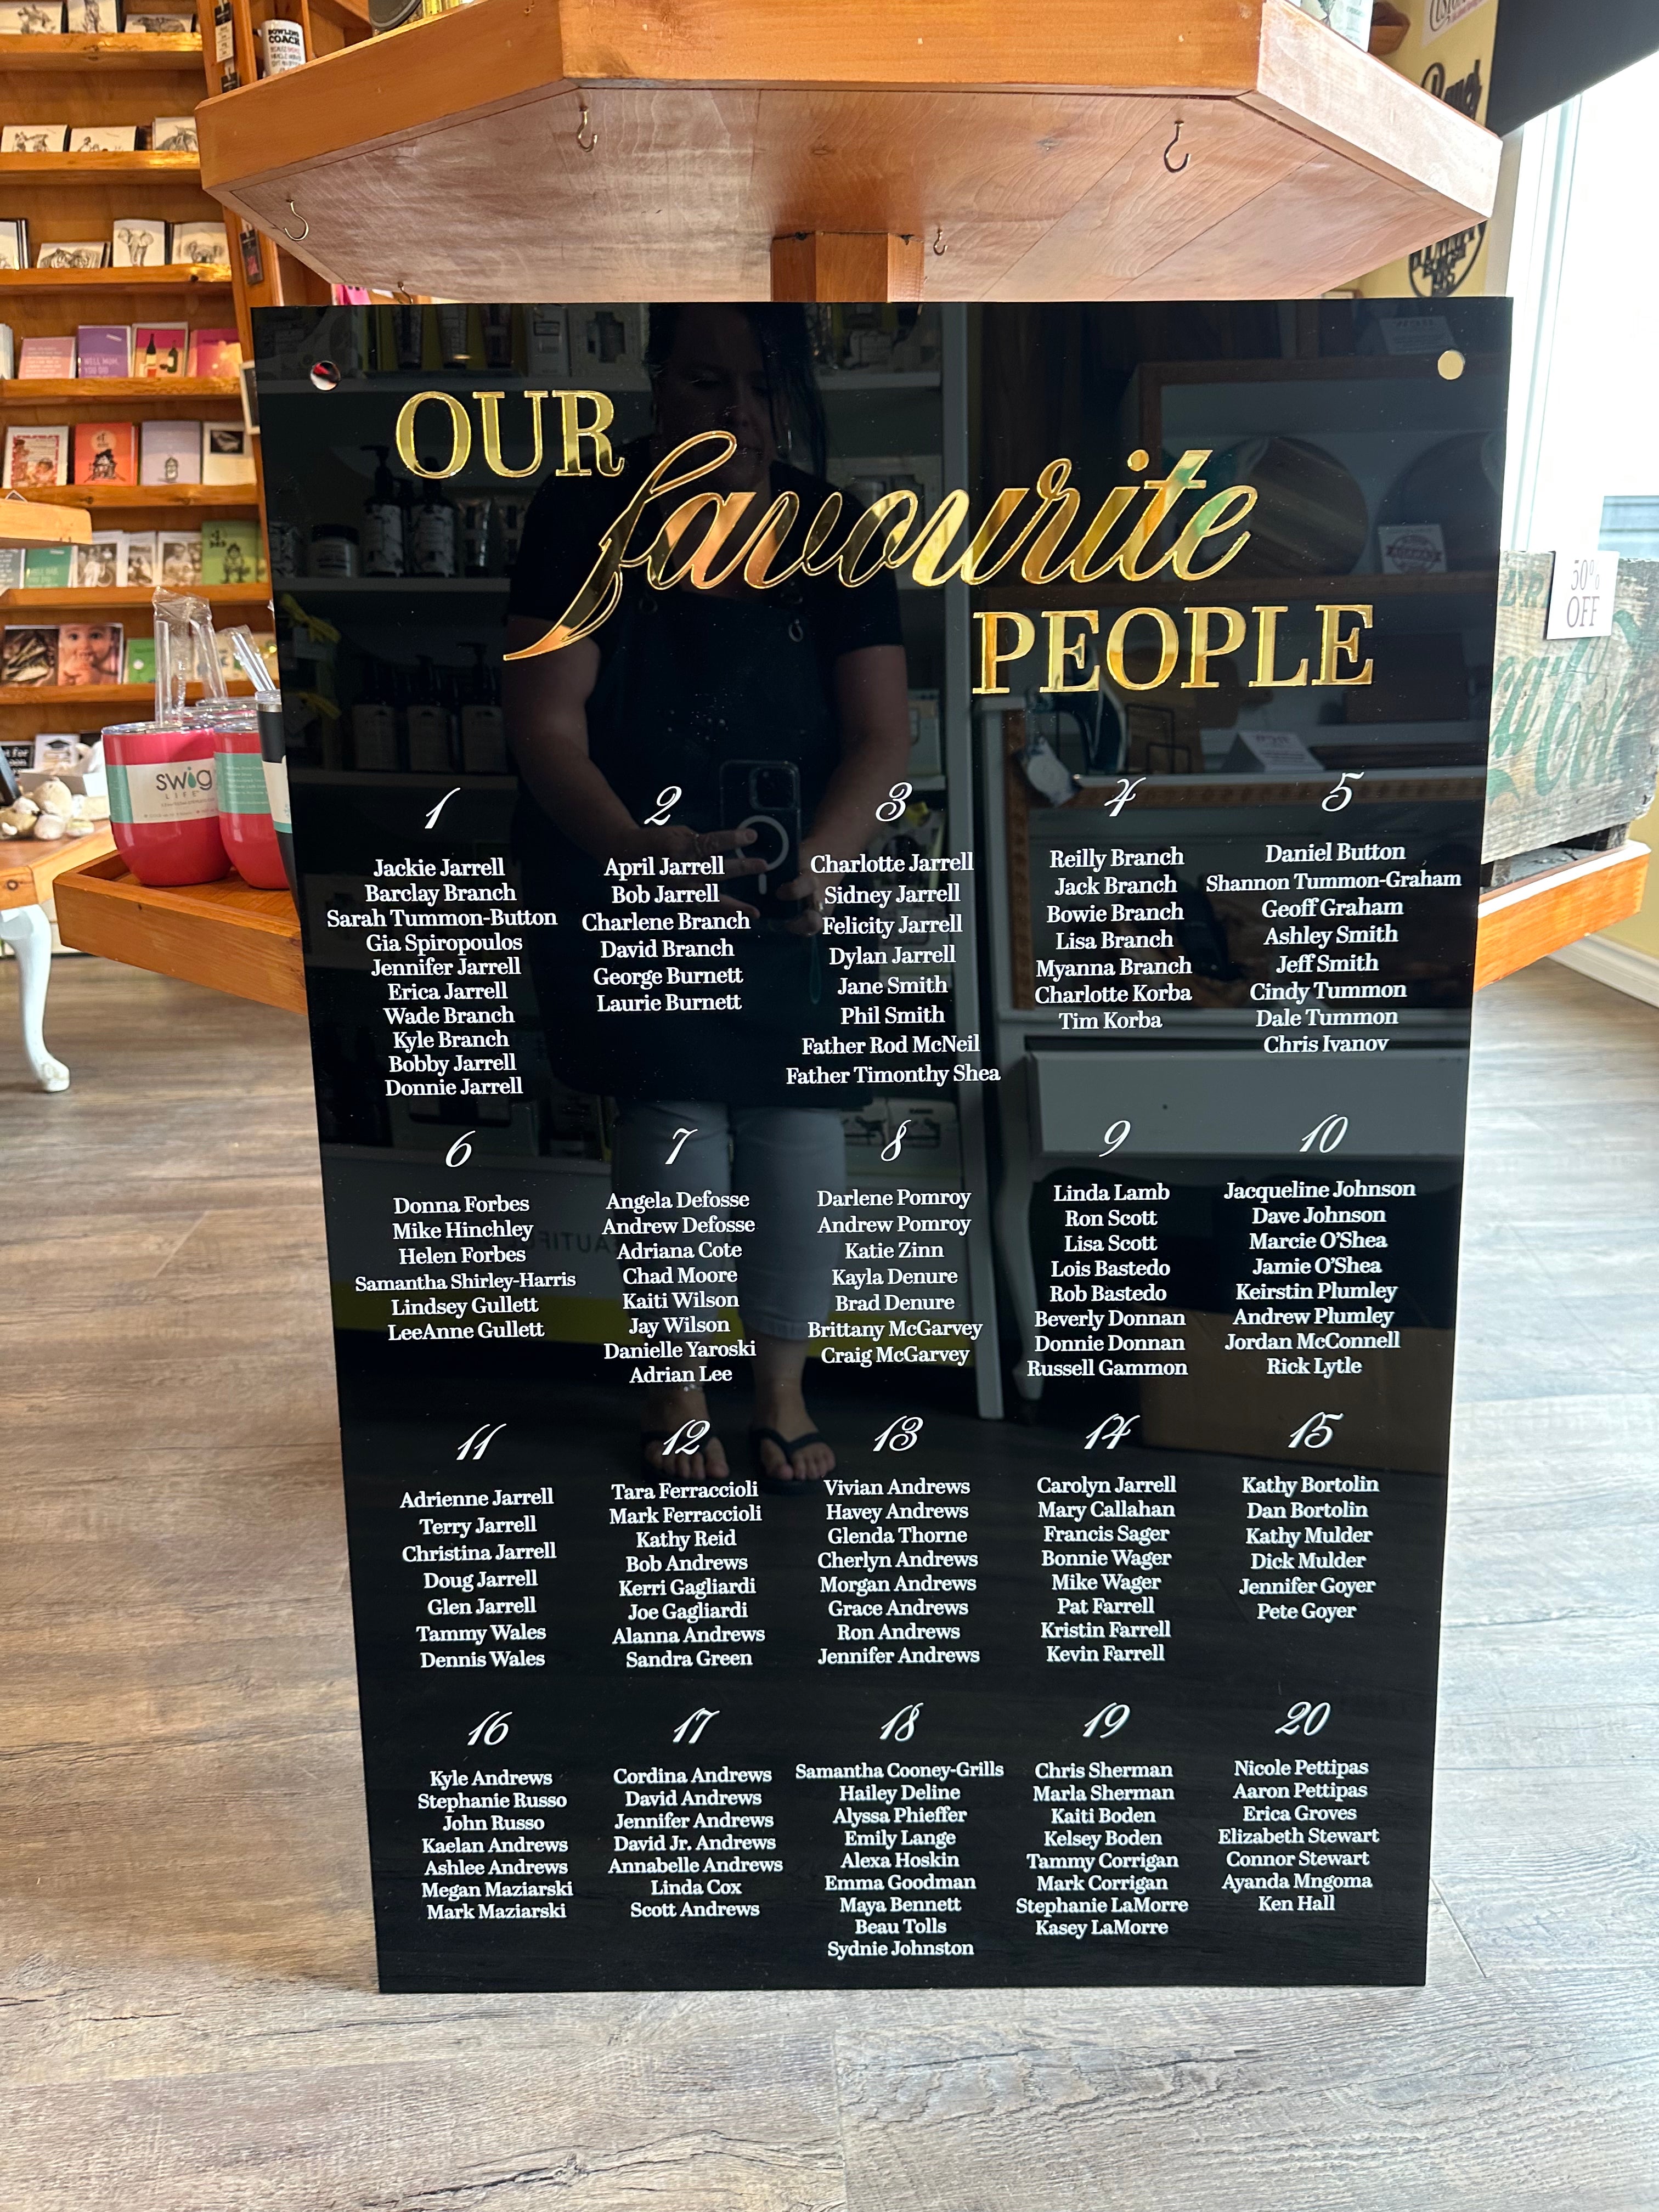 OUR
favourite
PEOPLE
1
Jackie Jarrell
Barclay Branch
Sarah Tummon-Button
Gia Spiropoulos
Jennifer Jarrell
Erica Jarrell
Wade Branch
Kyle Branch
Bobby Jarrell
Donnie Jarrell
2
April Jarrell
Bob Jarrell
Charlene Branch
David Branch
George Burnett
Laurie Burnett
3
Charlotte Jarrell
Sidney Jarrell
Felicity Jarrell
Dylan Jarrell
Jane Smith
Phil Smith
Father Rod McNeil
Father Timonthy Shea
4
Reilly Branch
Jack Branch
Bowie Branch
Lisa Branch
Myanna Branch
Charlotte Korba
Tim Korba
5
Daniel Button
Shannon Tummon-Graham
Geoff Graham
Ashley Smith
Jeff Smith
Cindy Tummon
Dale Tummon
Chris Ivanov
6
Donna Forbes
Mike Hinchley
Helen Forbes
Samantha Shirley-Harris
Lindsey Gullett
LeeAnne Gullett
7
Angela Defosse
Andrew Defosse
Adriana Cote
Chad Moore
Kaiti Wilson
Jay Wilson
Danielle Yaroski
Adrian Lee
8
Darlene Pomroy
Andrew Pomroy
Katie Zinn
Kayla Denure
Brad Denure
Brittany McGarvey
Craig McGarvey
9
Linda Lamb
Ron Scott
Lisa Scott
Lois Bastedo
Rob Bastedo
Beverly Donnan
Donnie Donnan
Russell Gammon
10
Jacqueline Johnson
Dave Johnson
Marcie O’Shea
Jamie O’Shea
Keirstin Plumley
Andrew Plumley
Jordan McConnell
Rick Lytle
11
Adrienne Jarrell
Terry Jarrell
Christina Jarrell
Doug Jarrell
Glen Jarrell
Tammy Wales
Dennis Wales
12
Tara Ferraccioli
Mark Ferraccioli
Kathy Reid
Bob Andrews
Kerri Gagliardi
Joe Gagliardi
Alanna Andrews
Sandra Green
13
Vivian Andrews
Havey Andrews
Glenda Thorne
Cherlyn Andrews
Morgan Andrews
Grace Andrews
Ron Andrews
Jennifer Andrews
14
Carolyn Jarrell
Mary Callahan
Francis Sager
Bonnie Wager
Mike Wager
Pat Farrell
Kristin Farrell
Kevin Farrell
15
Kathy Bortolin
Dan Bortolin
Kathy Mulder
Dick Mulder
Jennifer Goyer
Pete Goyer
16
Kyle Andrews
Stephanie Russo
John Russo
Kaelan Andrews
Ashlee Andrews
Megan Maziarski
Mark Maziarski
17
Cordina Andrews
David Andrews
Jennifer Andrews
David Jr. Andrews
Annabelle Andrews
Linda Cox
Scott Andrews
18
Samantha Cooney-Grills
Hailey Deline
Alyssa Phieffer
Emily Lange
Alexa Hoskin
Emma Goodman
Maya Bennett
Beau Tolls
Sydnie Johnston
19
Chris Sherman
Marla Sherman
Kaiti Boden
Kelsey Boden
Tammy Corrigan
Mark Corrigan
Stephanie LaMorre
Kasey LaMorre
20
Nicole Pettipas
Aaron Pettipas
Erica Groves
Elizabeth Stewart
Connor Stewart
Ayanda Mngoma
Ken Hall
BOWLING
COACH
swig
LIFE
50%
OFF